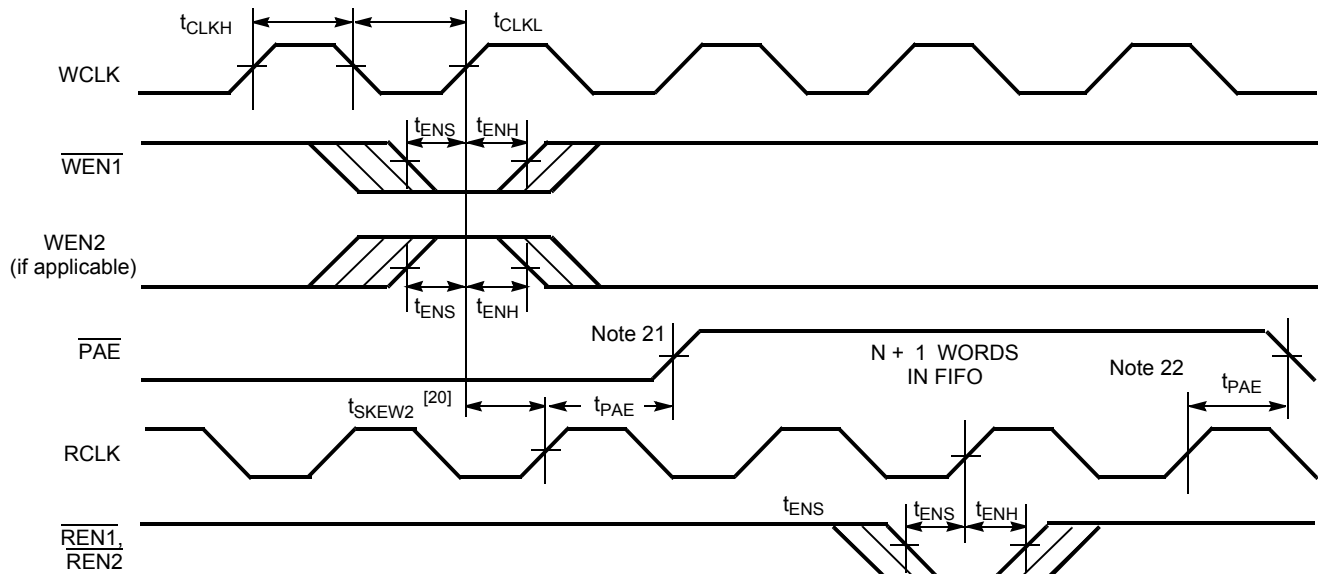 tCLKH
tCLKL
WCLK
tENS
tENH
WEN1
WEN2
(if applicable)
tENS
tENH
Note 21
PAE
N + 1 WORDS
IN FIFO
Note 22
tPAE
tSKEW2 [20]
tPAE
RCLK
tENS
tENS
tENH
REN1,
REN2